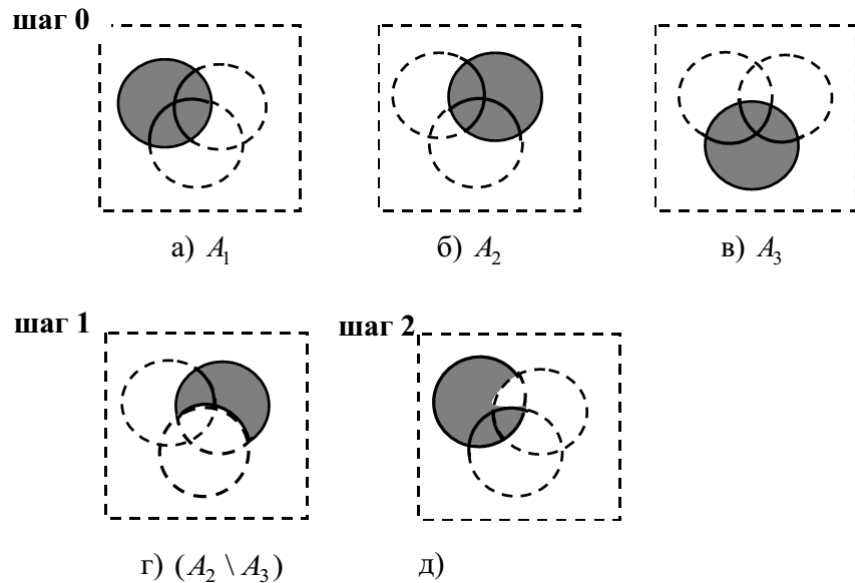 шаг 0
а) A₁ б) A₂ в) A₃
шаг 1 шаг 2
г) (A₂ \ A₃) д)